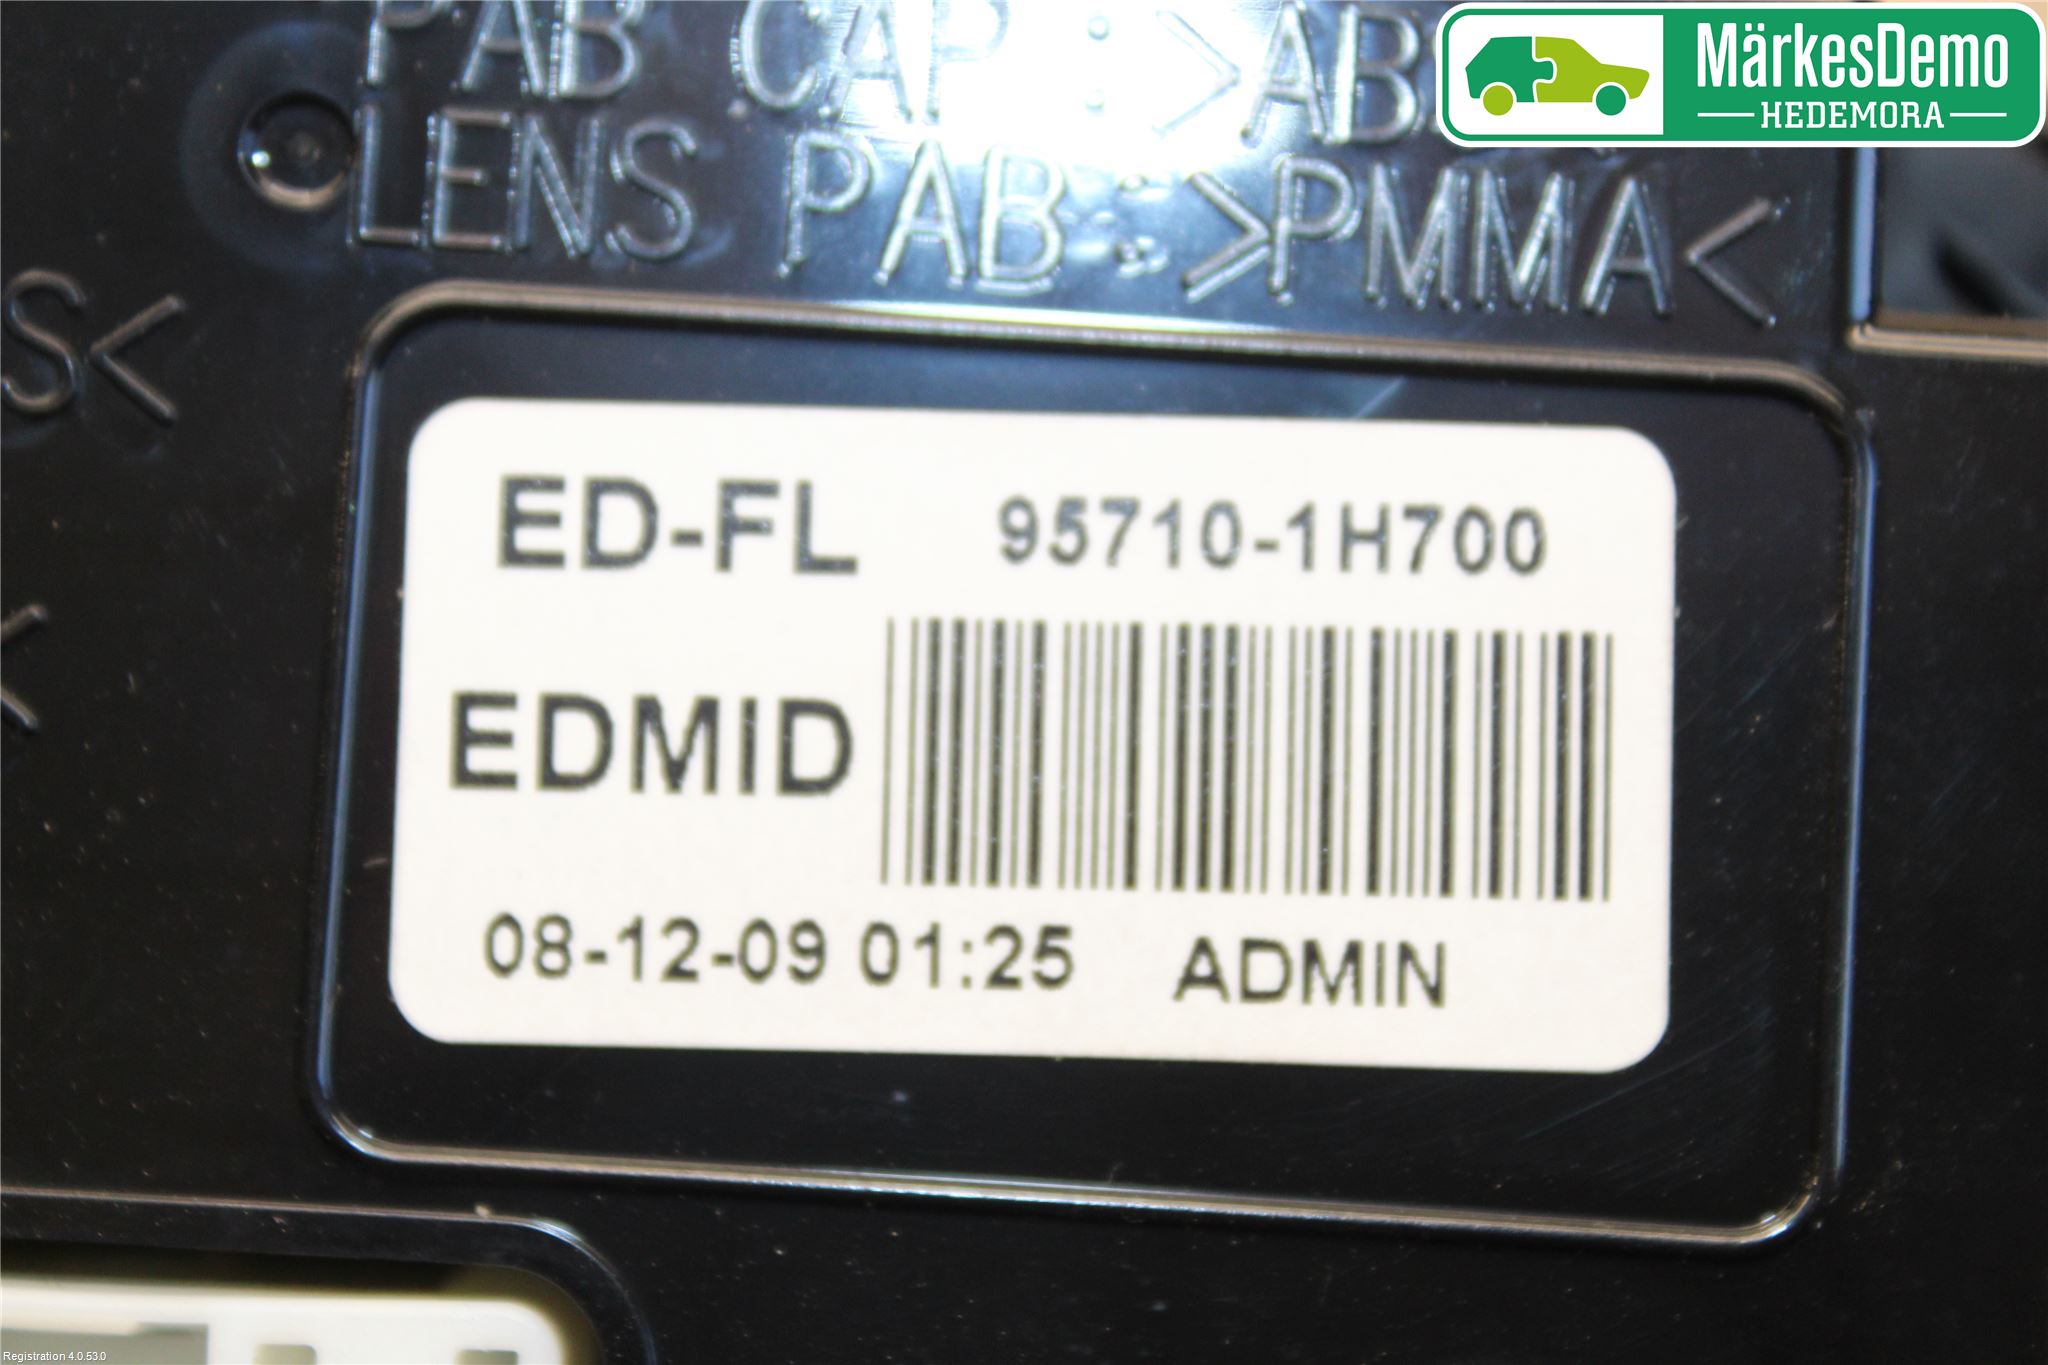 PAB CAP : >ABS
LENS PAB : >PMMA<
S<
<
ED-FL 95710-1H700
EDMID
08-12-09 01:25 ADMIN
MärkesDemo
HEDEMORA
Registration 4.0.53.0